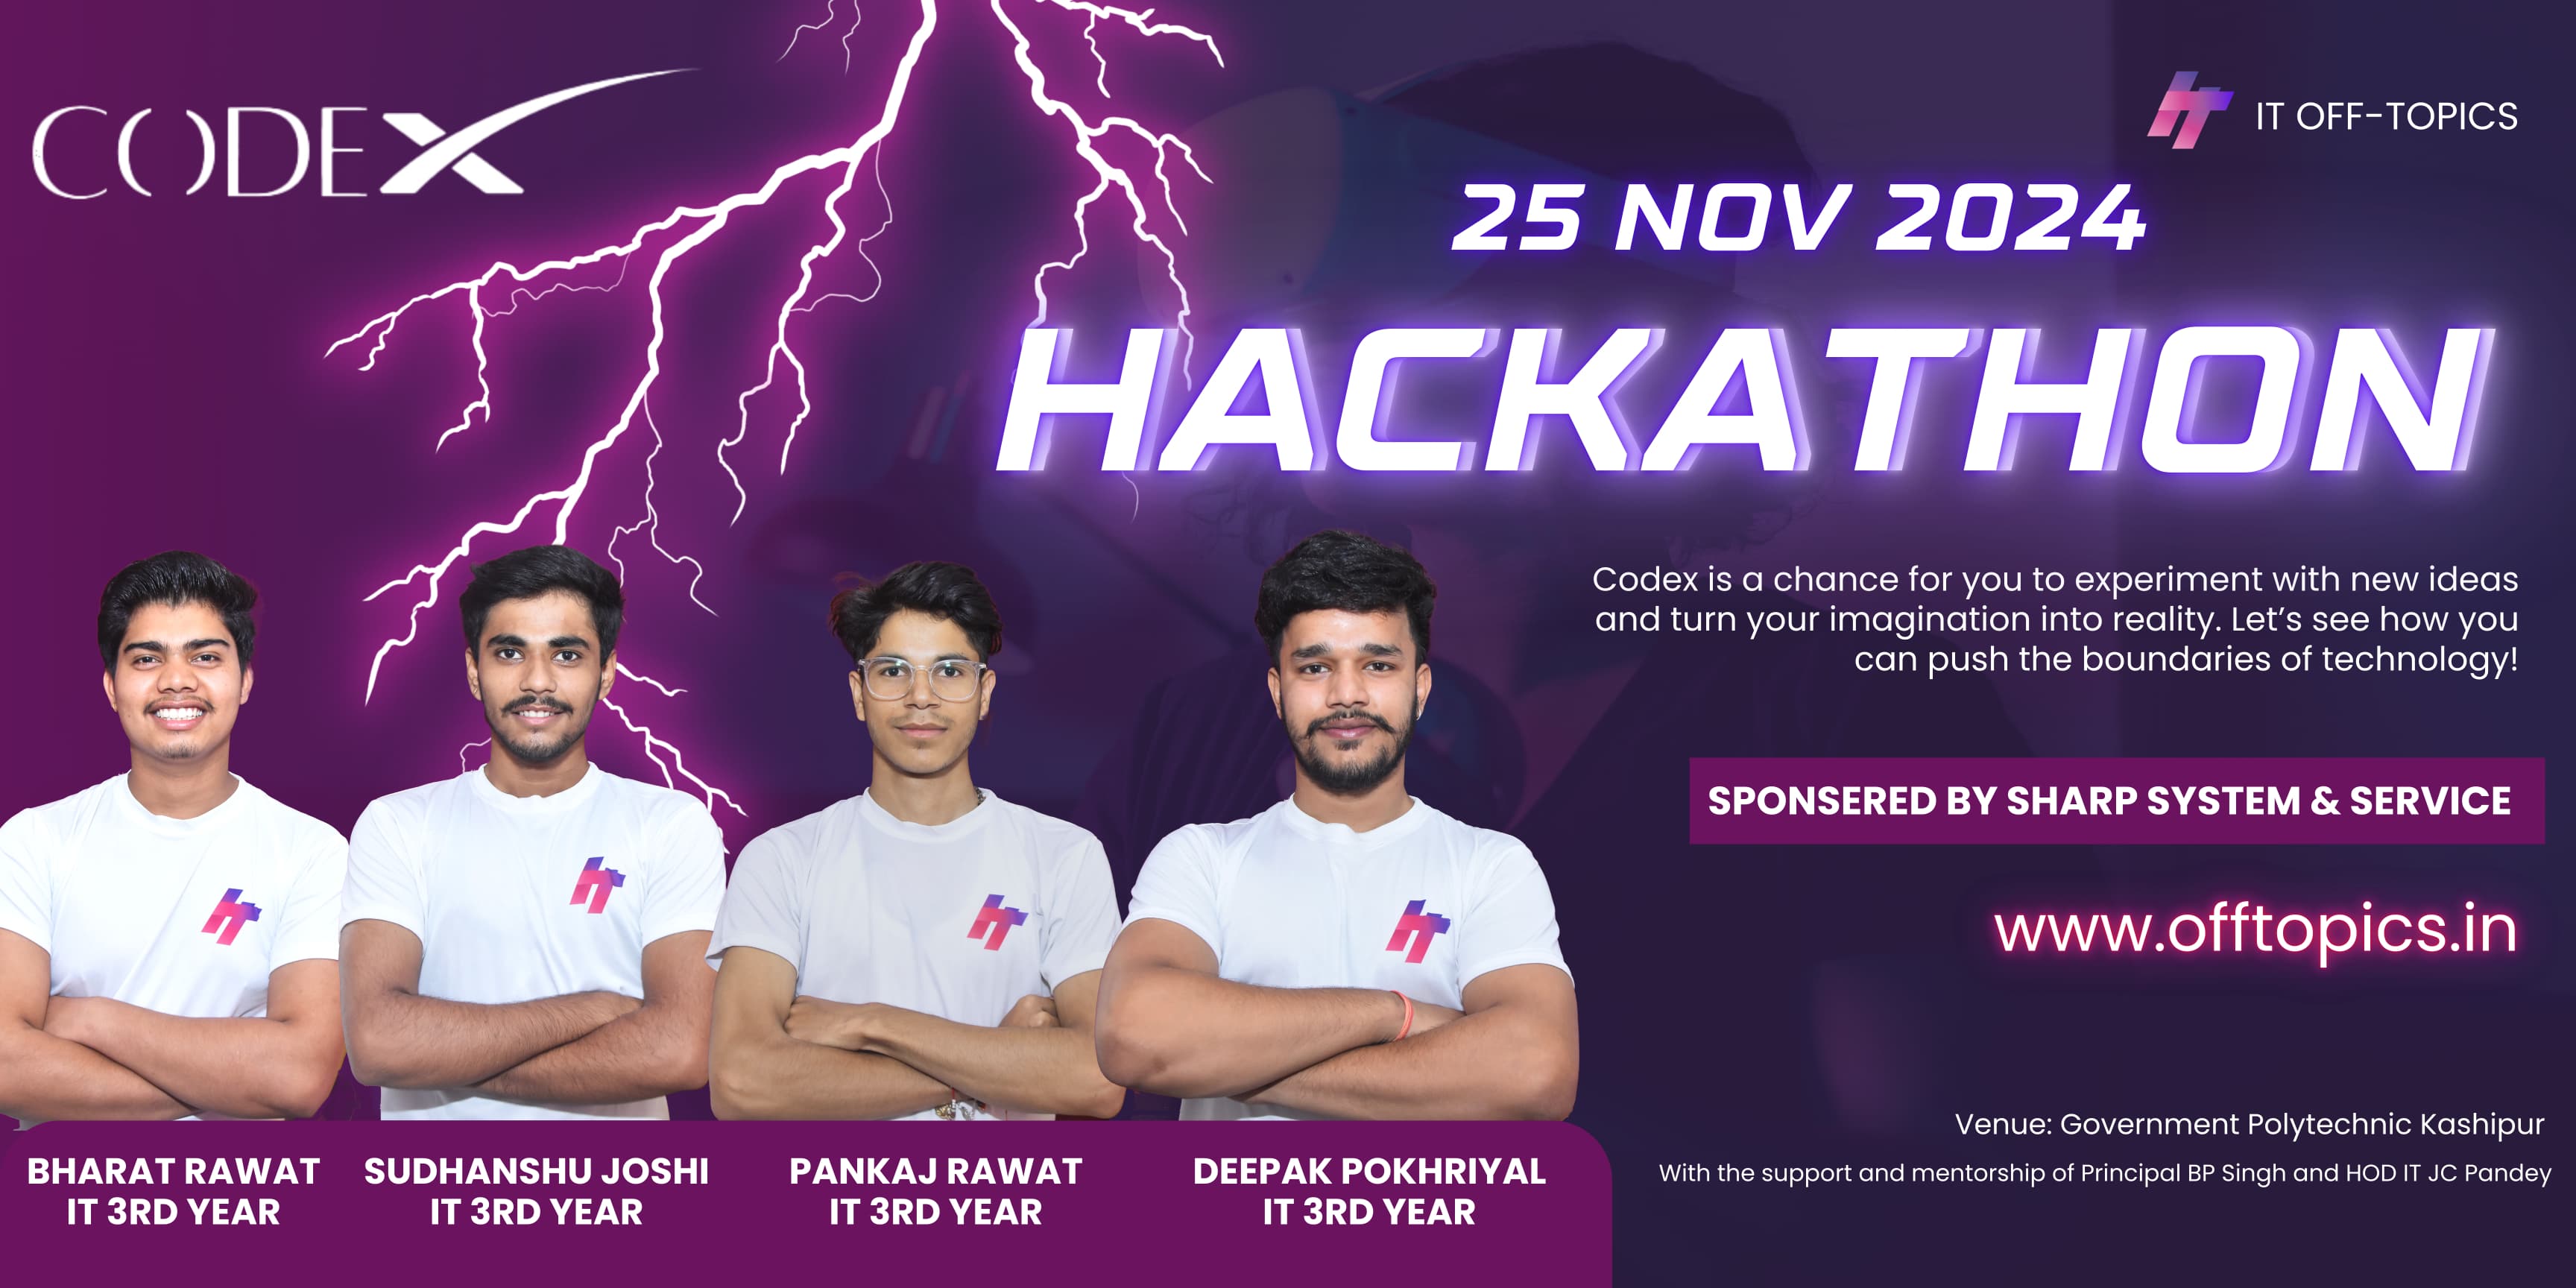 CODEX
IT OFF-TOPICS
25 NOV 2024
HACKATHON
Codex is a chance for you to experiment with new ideas
and turn your imagination into reality. Let’s see how you
can push the boundaries of technology!
SPONSERED BY SHARP SYSTEM & SERVICE
www.offtopics.in
Venue: Government Polytechnic Kashipur
With the support and mentorship of Principal BP Singh and HOD IT JC Pandey
BHARAT RAWAT
IT 3RD YEAR
SUDHANSHU JOSHI
IT 3RD YEAR
PANKAJ RAWAT
IT 3RD YEAR
DEEPAK POKHRIYAL
IT 3RD YEAR